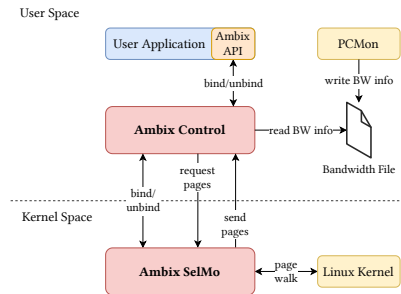 User Space
User Application
Ambix
API
PCMon
bind/unbind
write BW info
Ambix Control
read BW info
Bandwidth File
bind/
unbind
request
pages
send
pages
Kernel Space
Ambix SelMo
page
walk
Linux Kernel